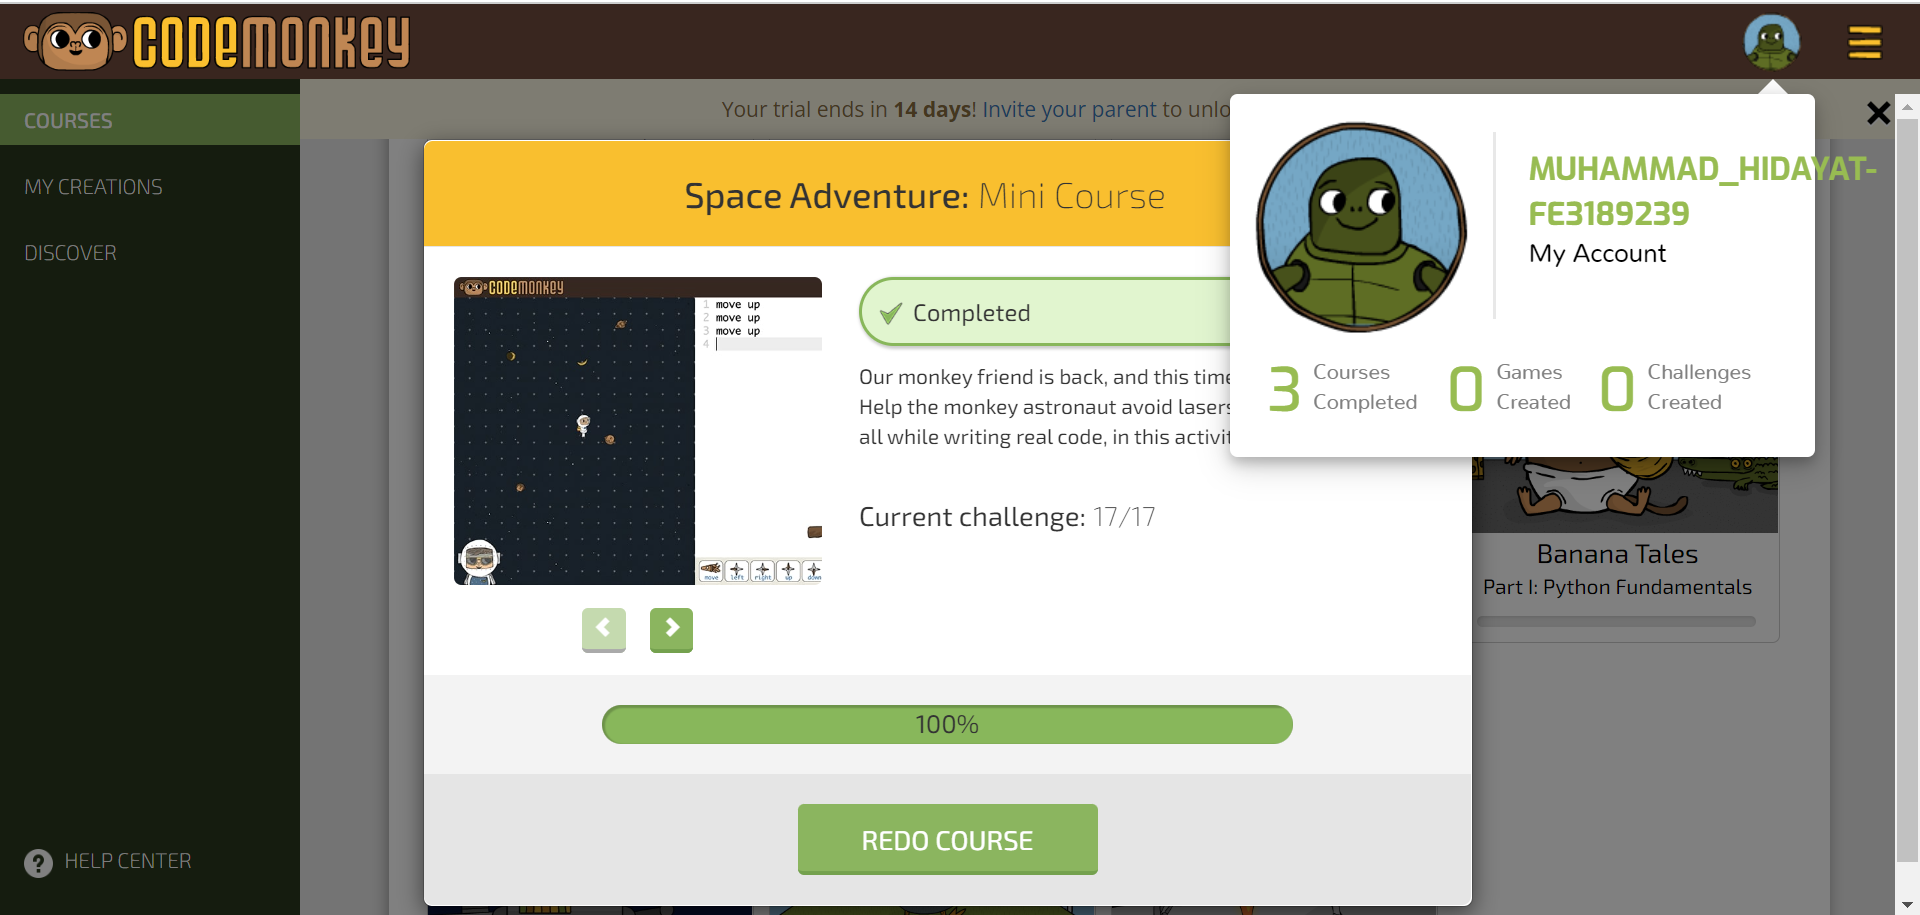 CODEMONKEY
COURSES
MY CREATIONS
DISCOVER
HELP CENTER
Your trial ends in 14 days! Invite your parent to unlo
Space Adventure: Mini Course
CODEMONKEY
1 move up
2 move up
3 move up
4
move left right up down
Completed
Our monkey friend is back, and this time
Help the monkey astronaut avoid lasers
all while writing real code, in this activit
Current challenge: 17/17
100%
REDO COURSE
MUHAMMAD_HIDAYAT-
FE3189239
My Account
3 Courses Completed
0 Games Created
0 Challenges Created
Banana Tales
Part I: Python Fundamentals